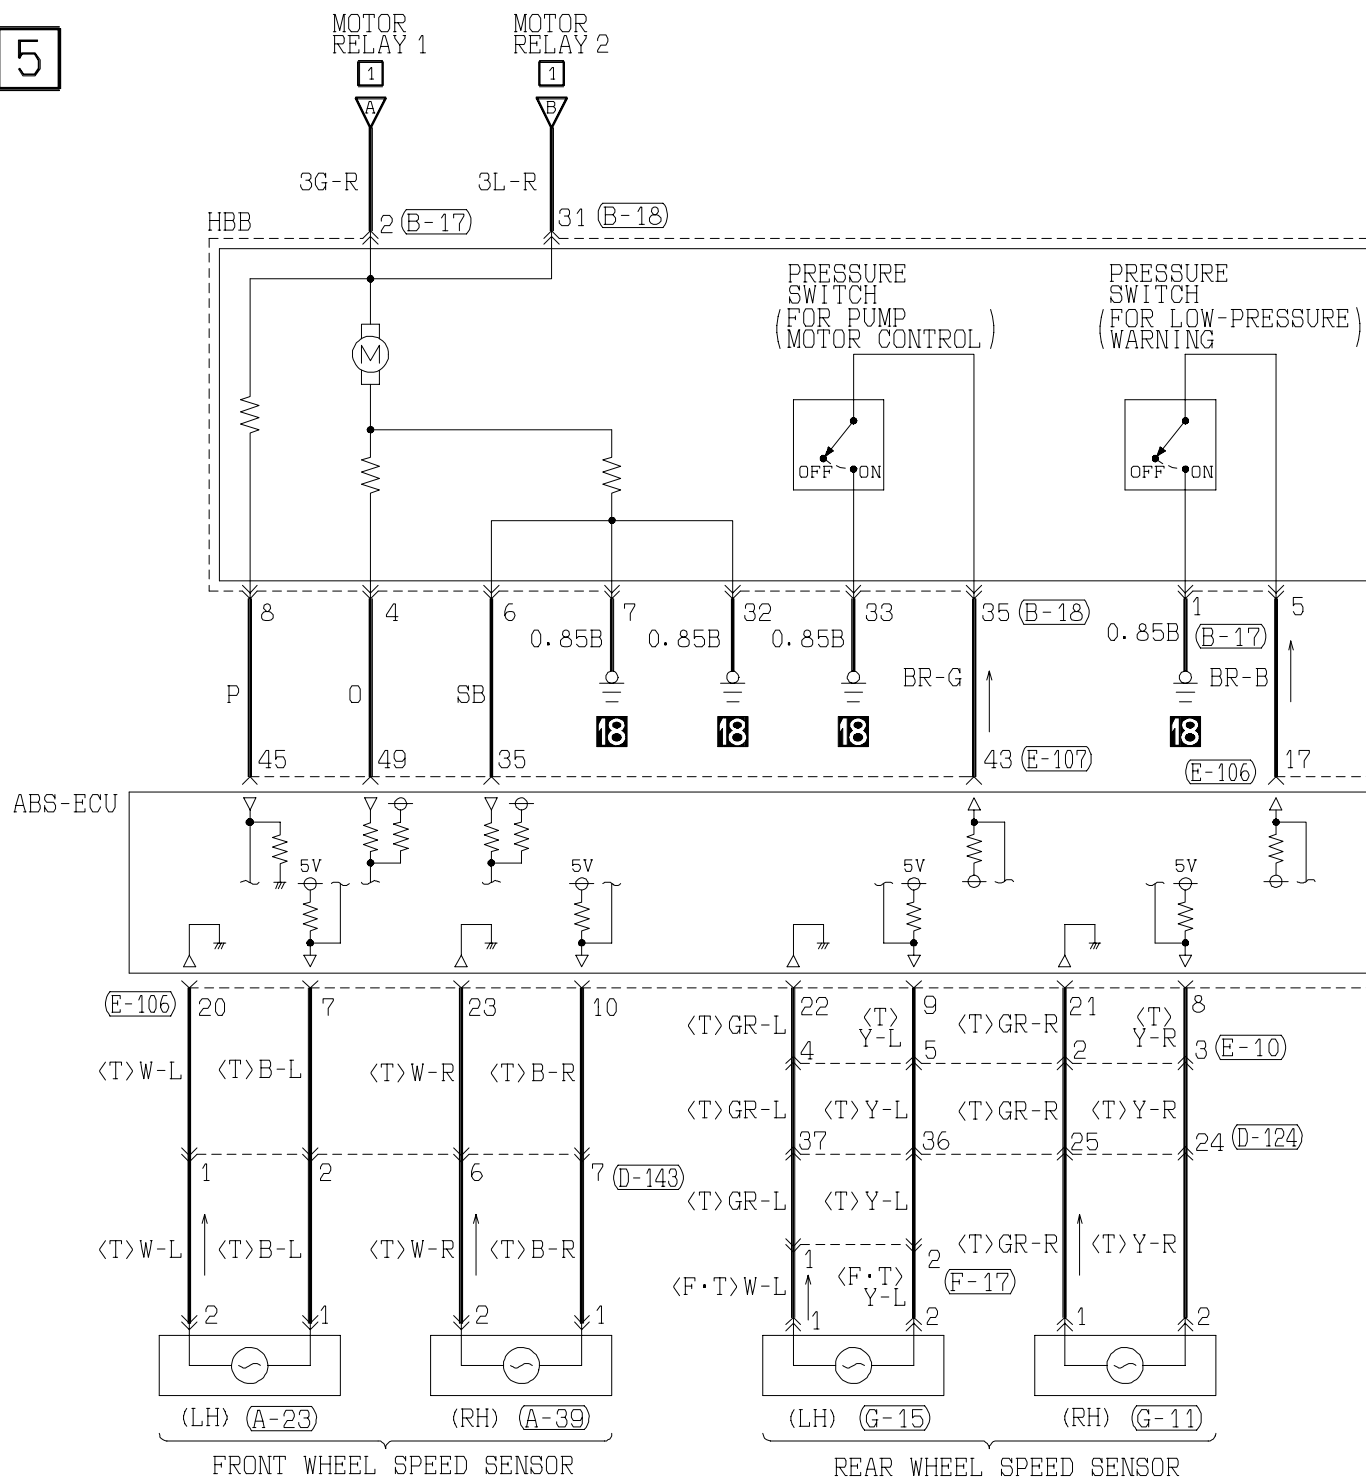 5
MOTOR
RELAY 1
MOTOR
RELAY 2
1
1
A
B
3G-R
3L-R
HBB
2
B-17
31
B-18
PRESSURE
SWITCH
(FOR PUMP
MOTOR CONTROL)
PRESSURE
SWITCH
(FOR LOW-PRESSURE)
WARNING
M
OFF
ON
OFF
ON
8
4
6
7
32
33
35
B-18
1
B-17
5
0.85B
0.85B
0.85B
0.85B
P
O
SB
BR-G
BR-B
18
18
18
18
45
49
35
43
E-107
E-106
17
ABS-ECU
5V
5V
5V
5V
E-106
20
7
23
10
22
9
21
8
<T>GR-L
<T>
Y-L
<T>GR-R
<T>
Y-R
4
5
2
3
E-10
<T>W-L
<T>B-L
<T>W-R
<T>B-R
<T>GR-L
<T>Y-L
<T>GR-R
<T>Y-R
37
36
25
24
D-124
1
2
6
7
D-143
<T>GR-L
<T>Y-L
<T>W-L
<T>B-L
<T>W-R
<T>B-R
<T>GR-R
<T>Y-R
1
2
F-17
<F·T>W-L
<F·T>
Y-L
2
1
2
1
1
2
1
2
(LH)
A-23
(RH)
A-39
(LH)
G-15
(RH)
G-11
FRONT WHEEL SPEED SENSOR
REAR WHEEL SPEED SENSOR